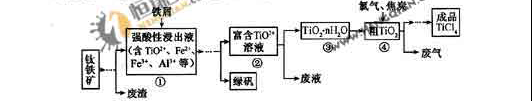 铁屑
氯气、焦炭
钛铁矿
强酸性浸出液
(含TiO²⁺、Fe²⁺、
Fe³⁺、Al³⁺等)
①
废渣
富含TiO²⁺
溶液
②
绿矾
TiO₂·nH₂O
③
废液
粗TiO₂
④
成品
TiCl₄
废气